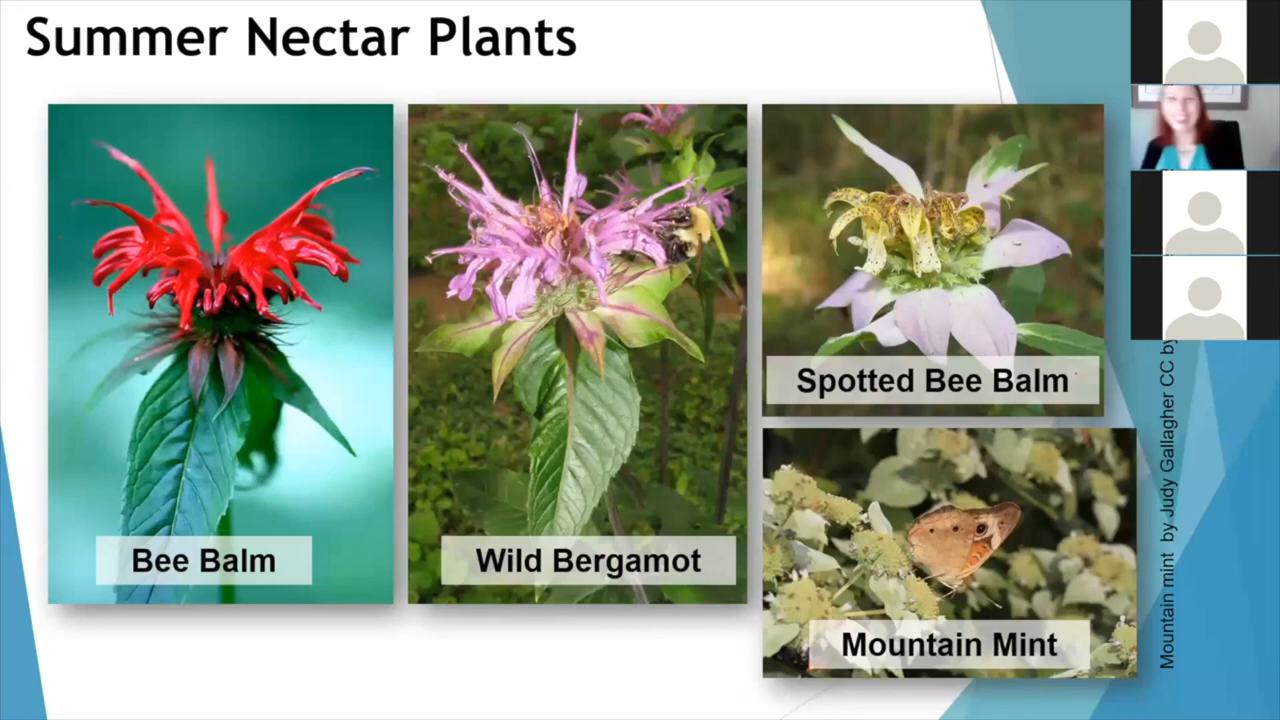 Summer Nectar Plants
Bee Balm
Wild Bergamot
Spotted Bee Balm
Mountain Mint
Mountain mint by Judy Gallagher CC by